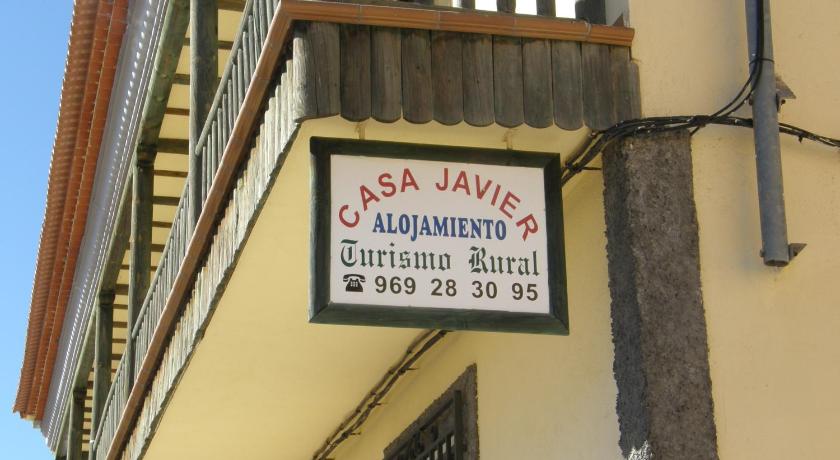 CASA JAVIER
ALOJAMIENTO
Turismo Rural
☎ 969 28 30 95